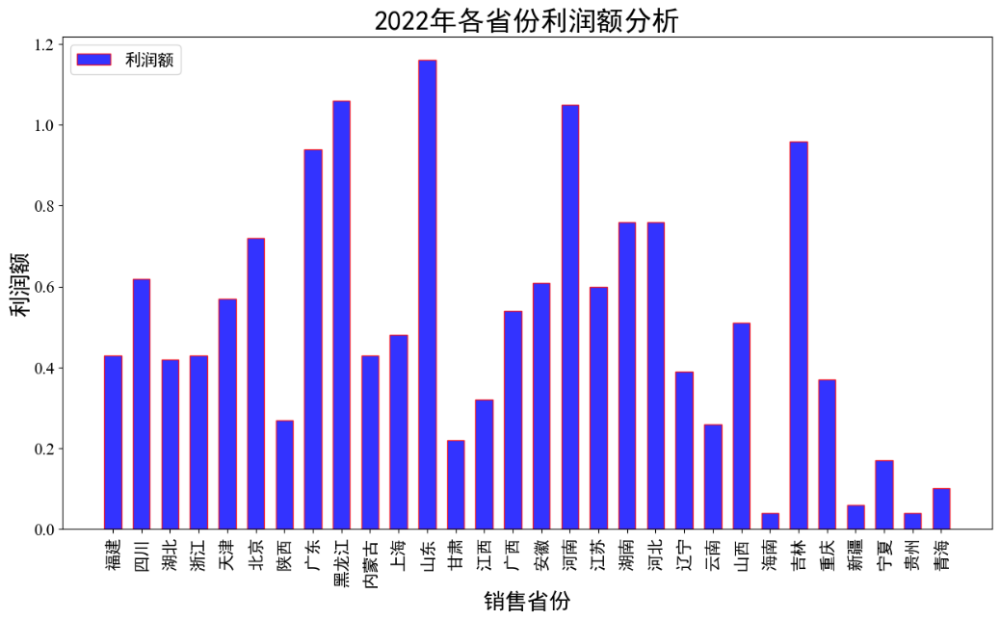 2022年各省份利润额分析
利润额
1.2
1.0
0.8
0.6
0.4
0.2
0.0
利润额
福建
四川
湖北
浙江
天津
北京
陕西
广东
黑龙江
内蒙古
上海
山东
甘肃
江西
广西
安徽
河南
江苏
湖南
河北
辽宁
云南
山西
海南
吉林
重庆
新疆
宁夏
贵州
青海
销售省份